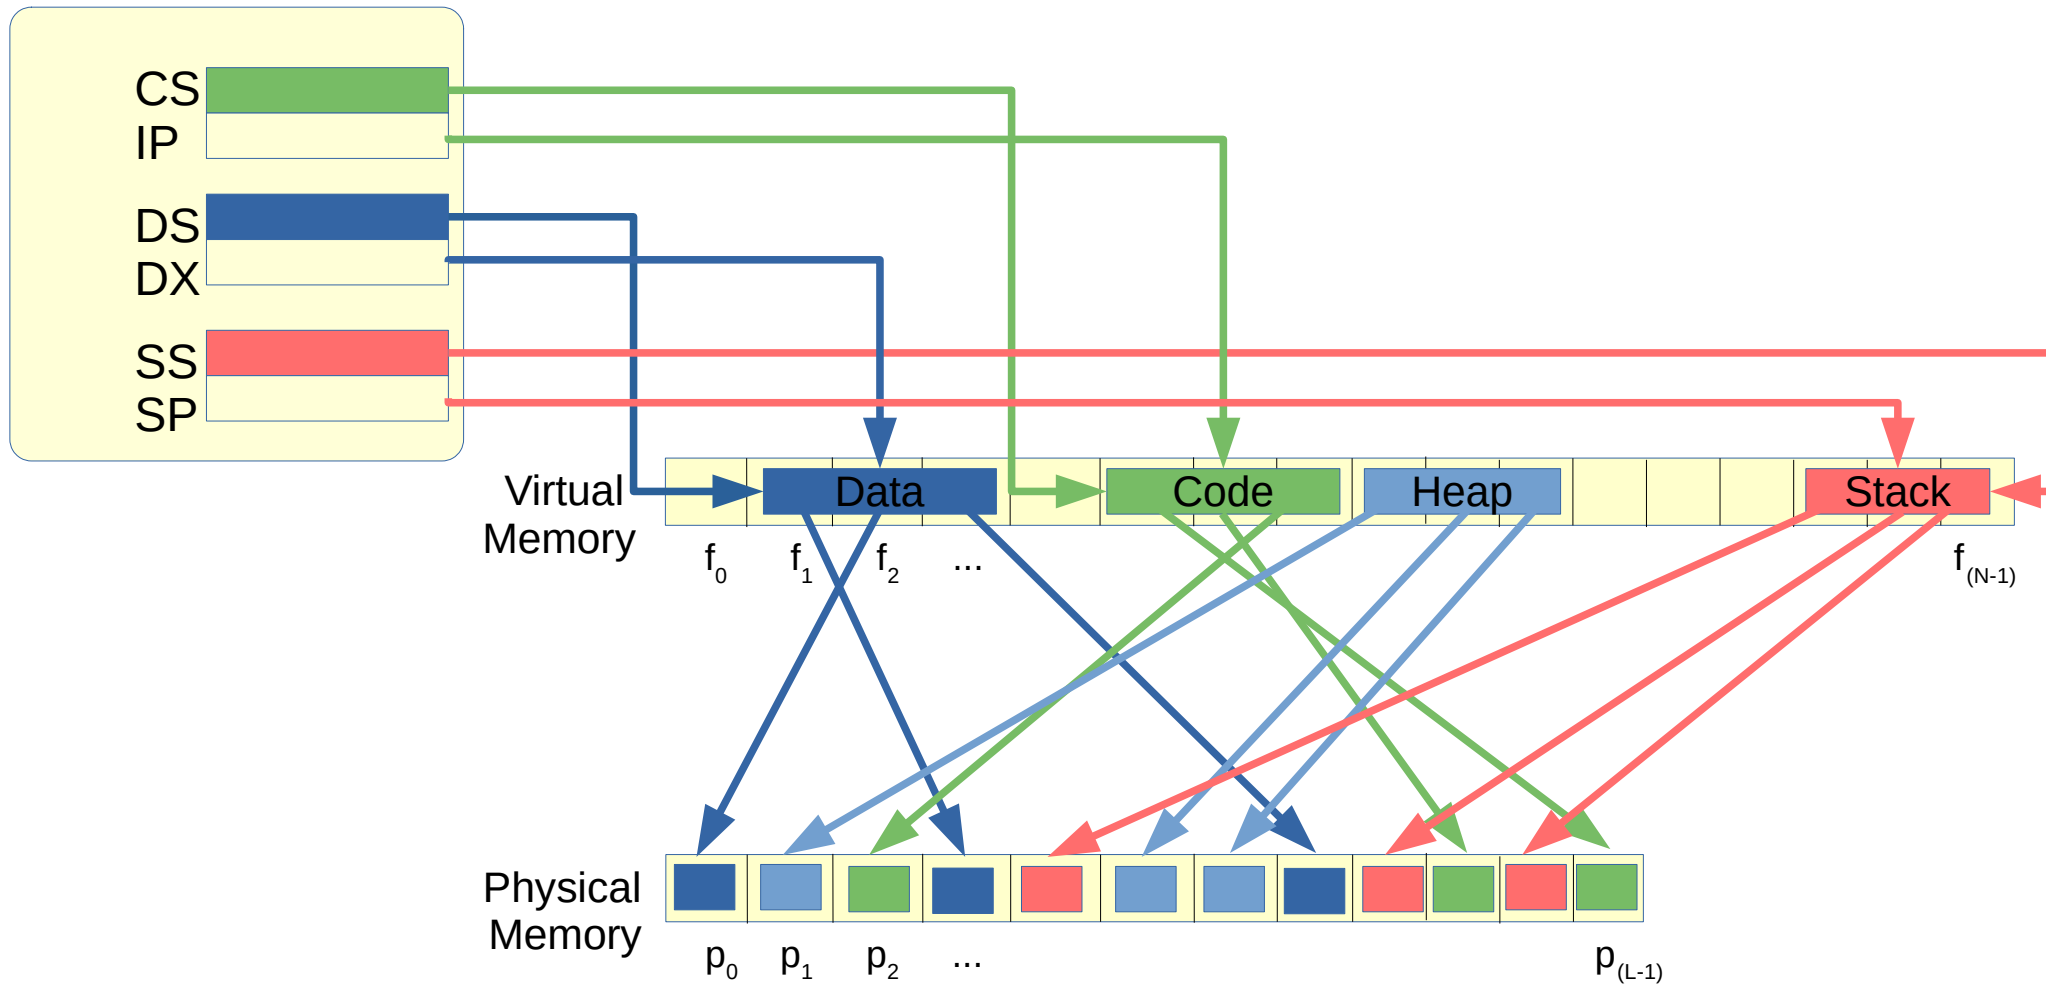 CS
IP
DS
DX
SS
SP
Virtual
Memory
Data
Code
Heap
Stack
f0
f1
f2
...
f(N-1)
Physical
Memory
p0
p1
p2
...
p(L-1)